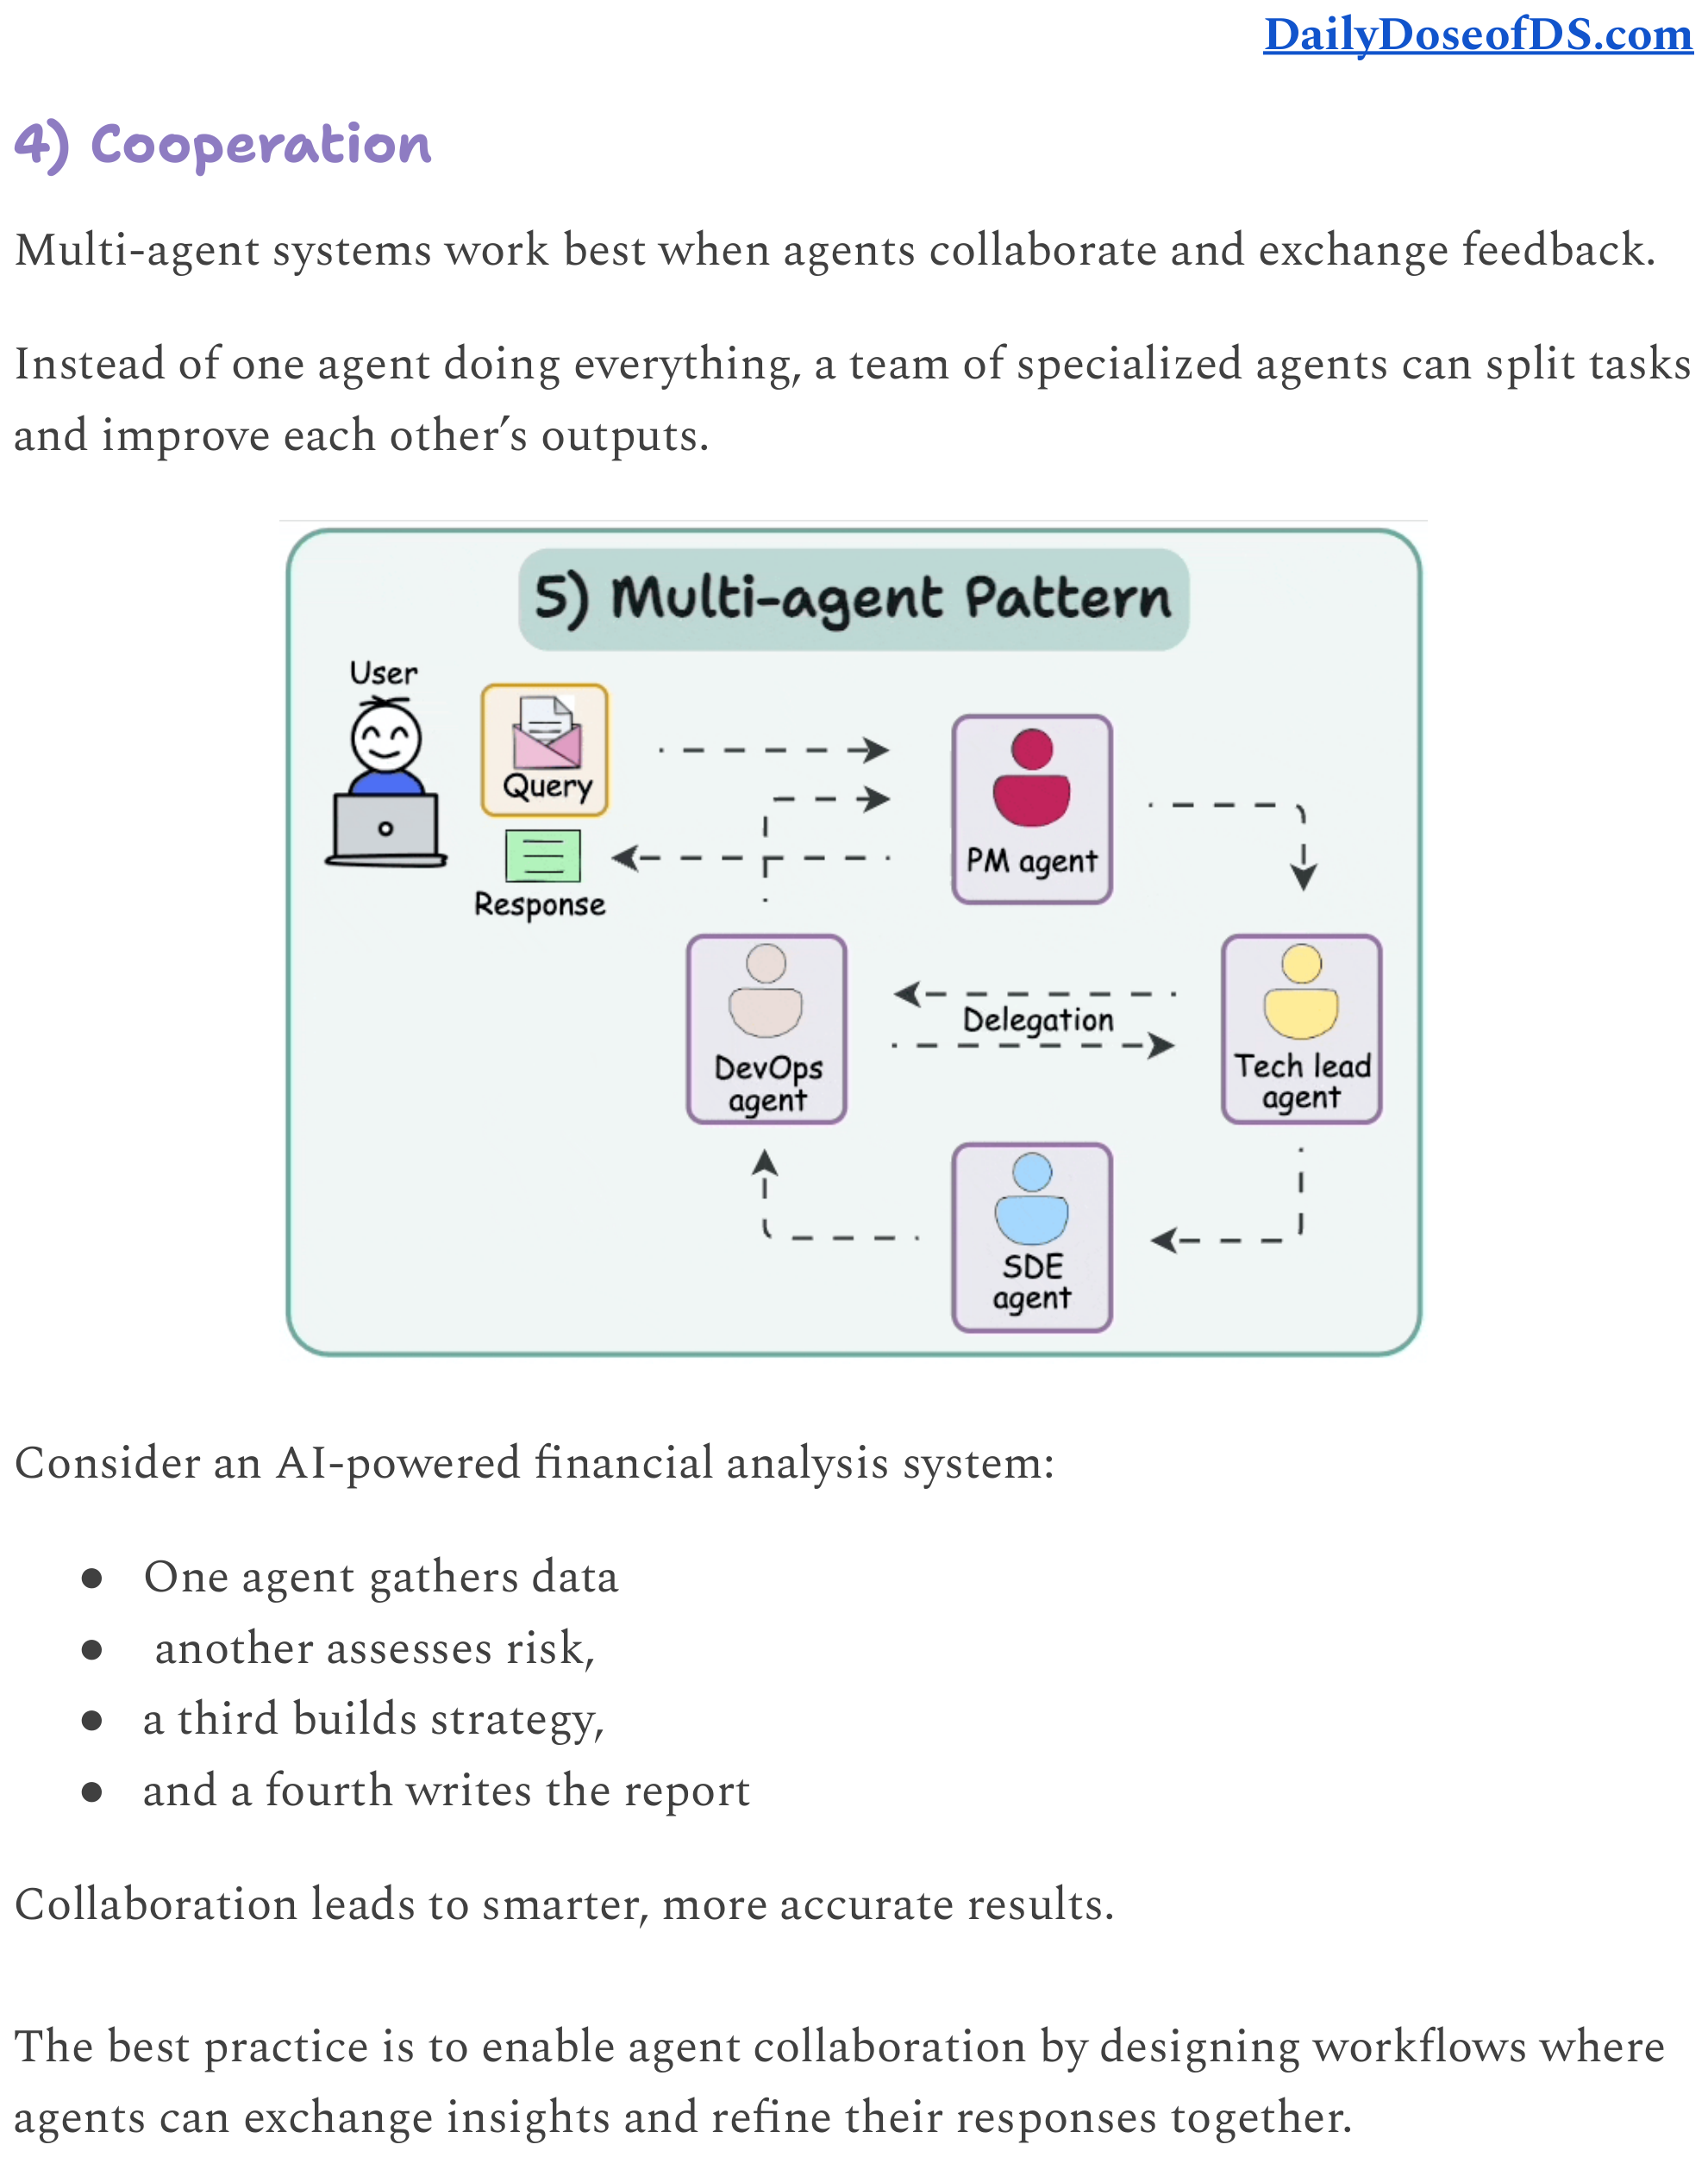 DailyDoseofDS.com
4) Cooperation
Multi-agent systems work best when agents collaborate and exchange feedback.
Instead of one agent doing everything, a team of specialized agents can split tasks
and improve each other´s outputs.
5) Multi-agent Pattern
User
Query
Response
PM agent
DevOps
agent
Delegation
Tech lead
agent
SDE
agent
Consider an AI-powered financial analysis system:
● One agent gathers data
● another assesses risk,
● a third builds strategy,
● and a fourth writes the report
Collaboration leads to smarter, more accurate results.
The best practice is to enable agent collaboration by designing workflows where
agents can exchange insights and refine their responses together.